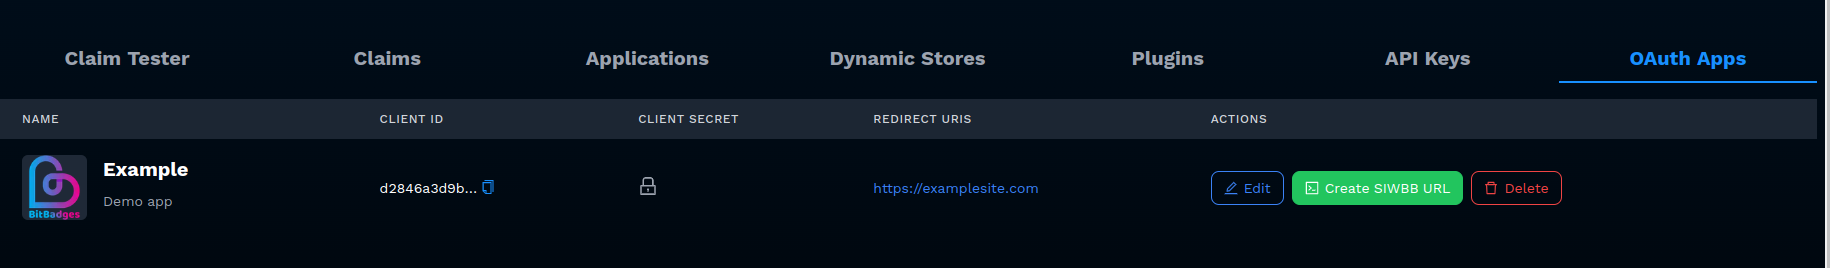 Claim Tester Claims Applications Dynamic Stores Plugins API Keys OAuth Apps
NAME CLIENT ID CLIENT SECRET REDIRECT URIS ACTIONS
Example
Demo app
BitBadges
d2846a3d9b...
https://examplesite.com
Edit Create SIWBB URL Delete